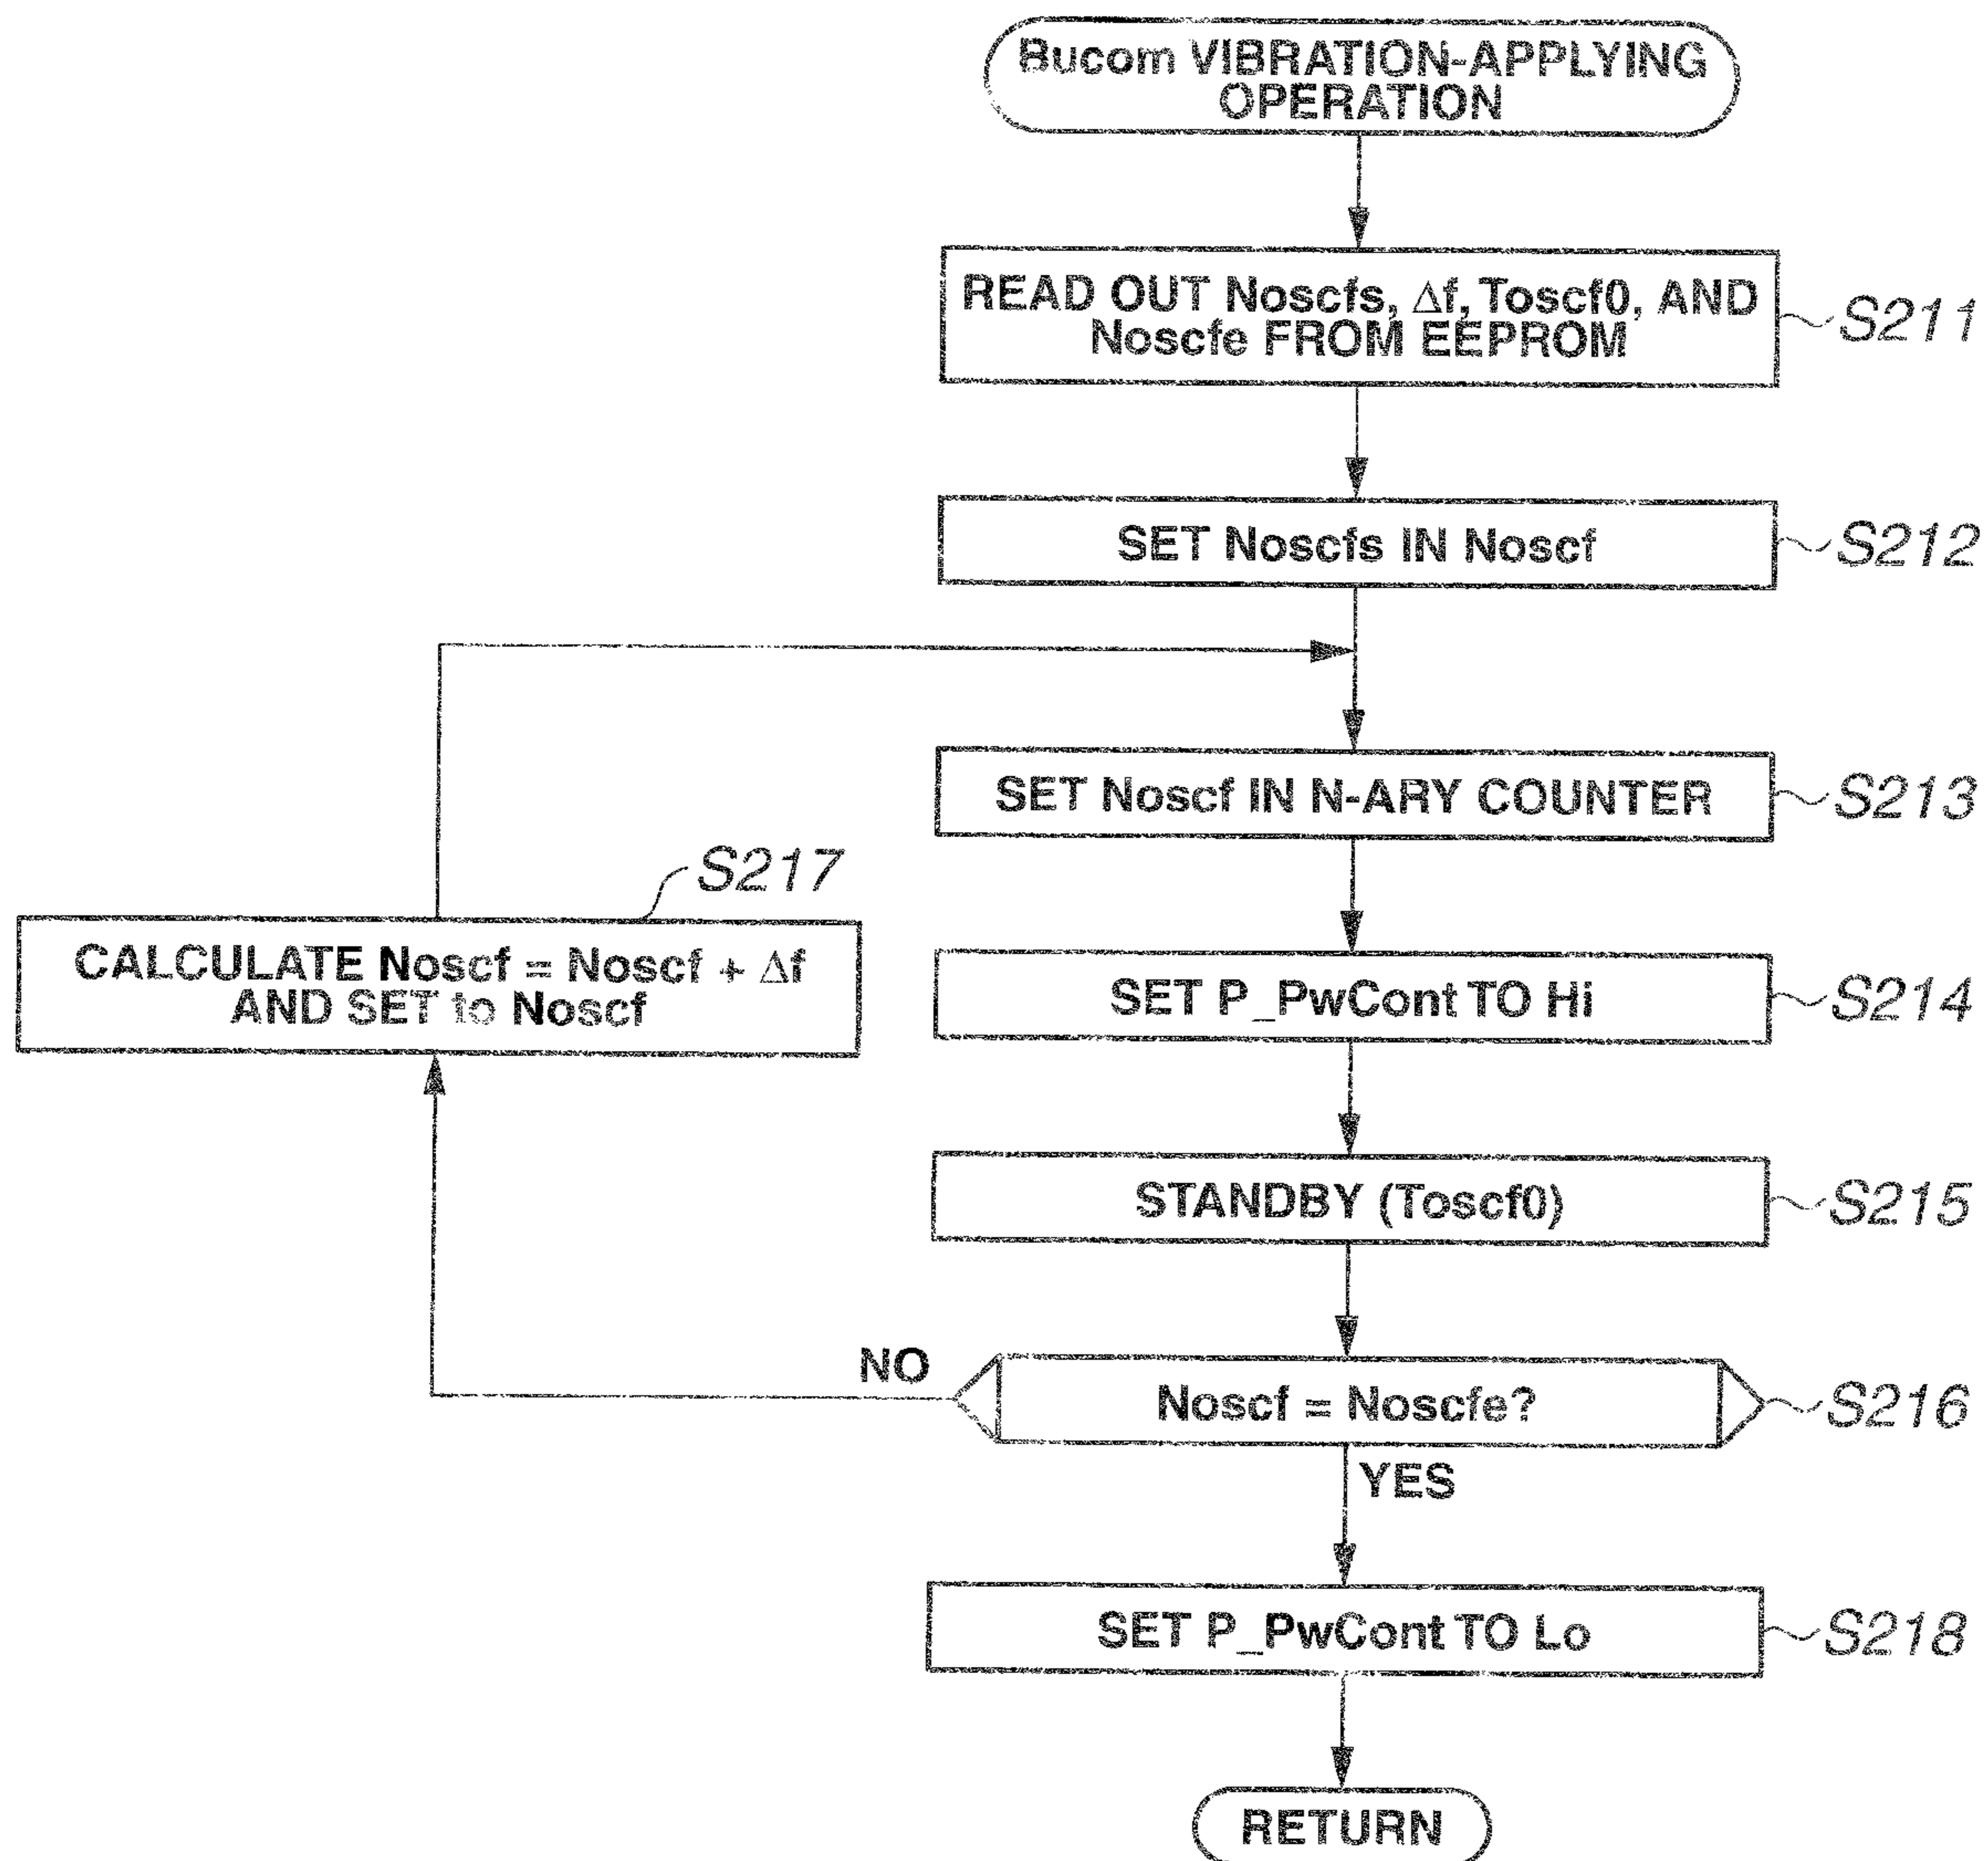 Bucom VIBRATION-APPLYING
OPERATION
READ OUT Noscfs, Δf, Toscf0, AND
Noscfe FROM EEPROM
S211
SET Noscfs IN Noscf
S212
SET Noscf IN N-ARY COUNTER
S213
S217
CALCULATE Noscf = Noscf + Δf
AND SET to Noscf
SET P_PwCont TO Hi
S214
STANDBY (Toscf0)
S215
NO
Noscf = Noscfe?
S216
YES
SET P_PwCont TO Lo
S218
RETURN